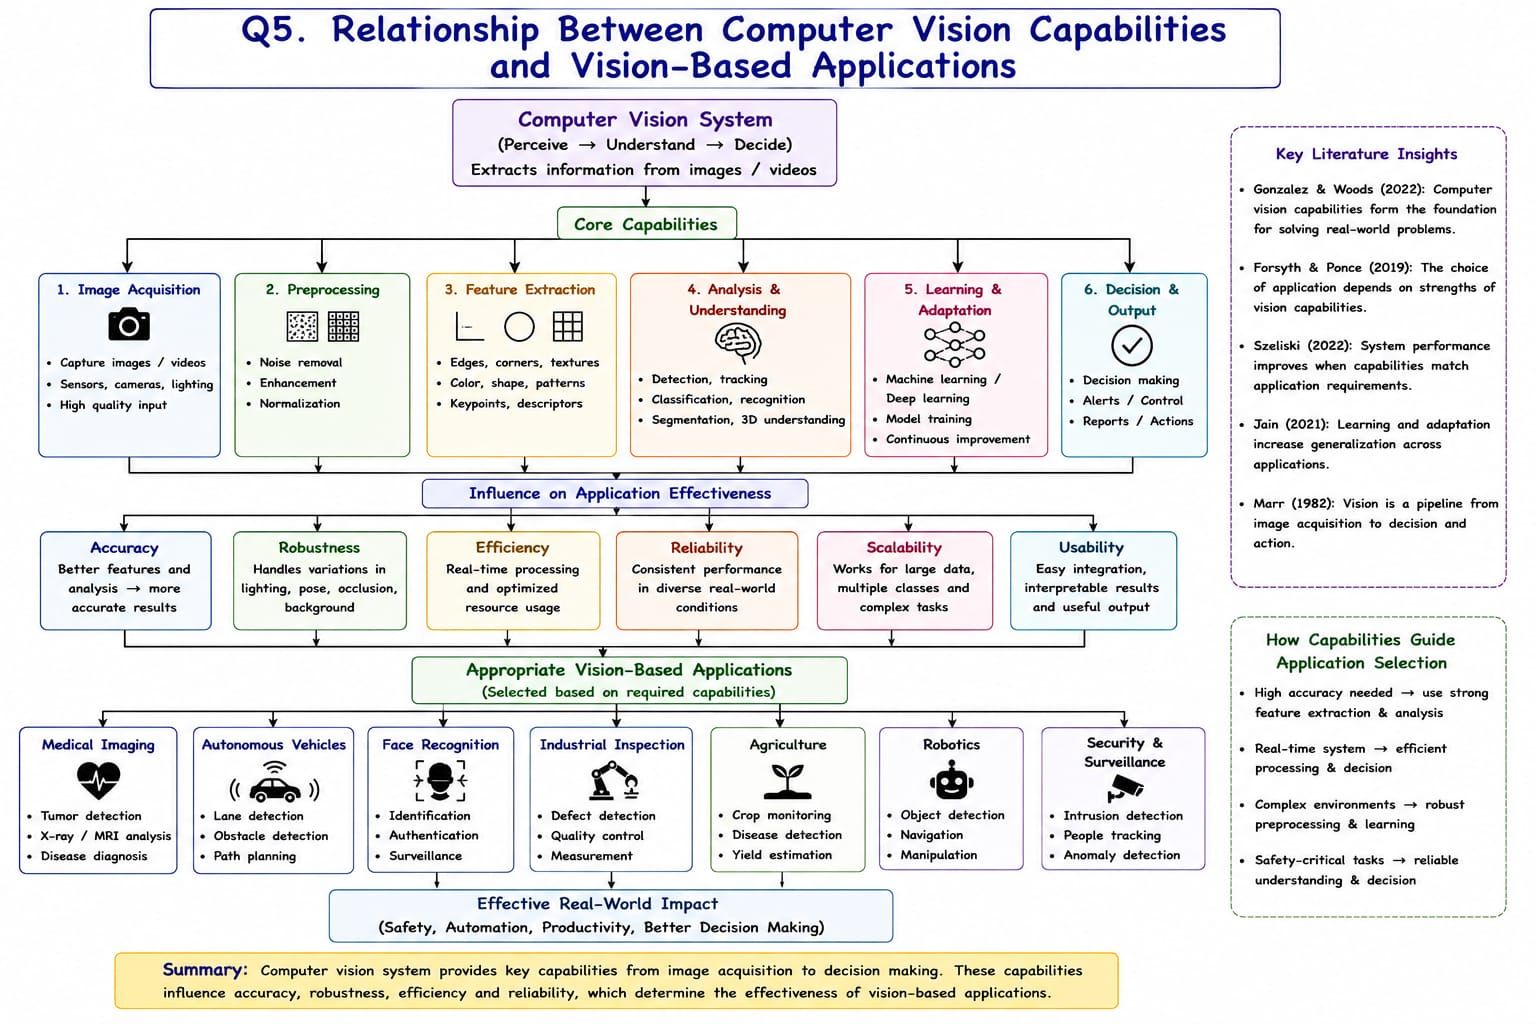 Q5. Relationship Between Computer Vision Capabilities
and Vision-Based Applications
Computer Vision System
(Perceive → Understand → Decide)
Extracts information from images / videos
Core Capabilities
1. Image Acquisition
• Capture images / videos
• Sensors, cameras, lighting
• High quality input
2. Preprocessing
• Noise removal
• Enhancement
• Normalization
3. Feature Extraction
• Edges, corners, textures
• Color, shape, patterns
• Keypoints, descriptors
4. Analysis &
Understanding
• Detection, tracking
• Classification, recognition
• Segmentation, 3D understanding
5. Learning &
Adaptation
• Machine learning /
Deep learning
• Model training
• Continuous improvement
6. Decision &
Output
• Decision making
• Alerts / Control
• Reports / Actions
Influence on Application Effectiveness
Accuracy
Better features and
analysis → more
accurate results
Robustness
Handles variations in
lighting, pose, occlusion,
background
Efficiency
Real-time processing
and optimized
resource usage
Reliability
Consistent performance
in diverse real-world
conditions
Scalability
Works for large data,
multiple classes and
complex tasks
Usability
Easy integration,
interpretable results
and useful output
Appropriate Vision-Based Applications
(Selected based on required capabilities)
Medical Imaging
• Tumor detection
• X-ray / MRI analysis
• Disease diagnosis
Autonomous Vehicles
• Lane detection
• Obstacle detection
• Path planning
Face Recognition
• Identification
• Authentication
• Surveillance
Industrial Inspection
• Defect detection
• Quality control
• Measurement
Agriculture
• Crop monitoring
• Disease detection
• Yield estimation
Robotics
• Object detection
• Navigation
• Manipulation
Security &
Surveillance
• Intrusion detection
• People tracking
• Anomaly detection
Effective Real-World Impact
(Safety, Automation, Productivity, Better Decision Making)
Summary: Computer vision system provides key capabilities from image acquisition to decision making. These capabilities
influence accuracy, robustness, efficiency and reliability, which determine the effectiveness of vision-based applications.
Key Literature Insights
• Gonzalez & Woods (2022): Computer
vision capabilities form the foundation
for solving real-world problems.
• Forsyth & Ponce (2019): The choice
of application depends on strengths of
vision capabilities.
• Szeliski (2022): System performance
improves when capabilities match
application requirements.
• Jain (2021): Learning and adaptation
increase generalization across
applications.
• Marr (1982): Vision is a pipeline from
image acquisition to decision and
action.
How Capabilities Guide
Application Selection
• High accuracy needed → use strong
feature extraction & analysis
• Real-time system → efficient
processing & decision
• Complex environments → robust
preprocessing & learning
• Safety-critical tasks → reliable
understanding & decision